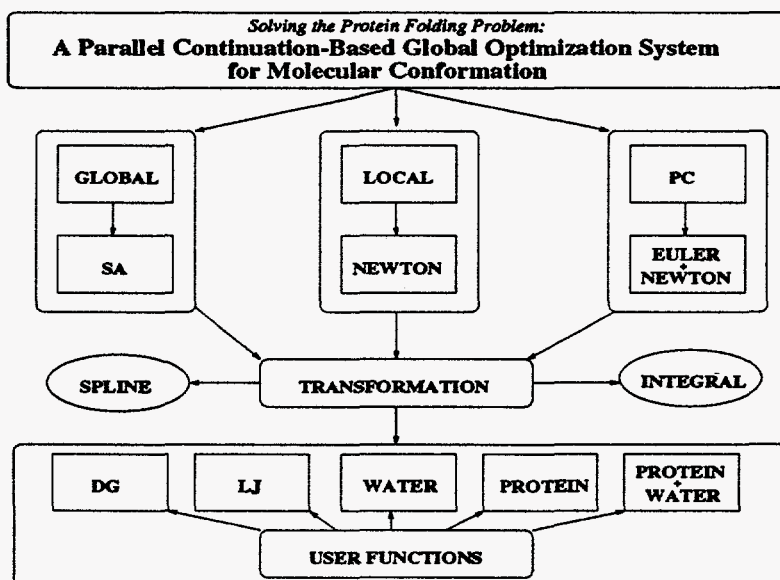 Solving the Protein Folding Problem:
A Parallel Continuation-Based Global Optimization System
for Molecular Conformation
GLOBAL
LOCAL
PC
SA
NEWTON
EULER
+
NEWTON
SPLINE
TRANSFORMATION
INTEGRAL
DG
LJ
WATER
PROTEIN
PROTEIN
+
WATER
USER FUNCTIONS